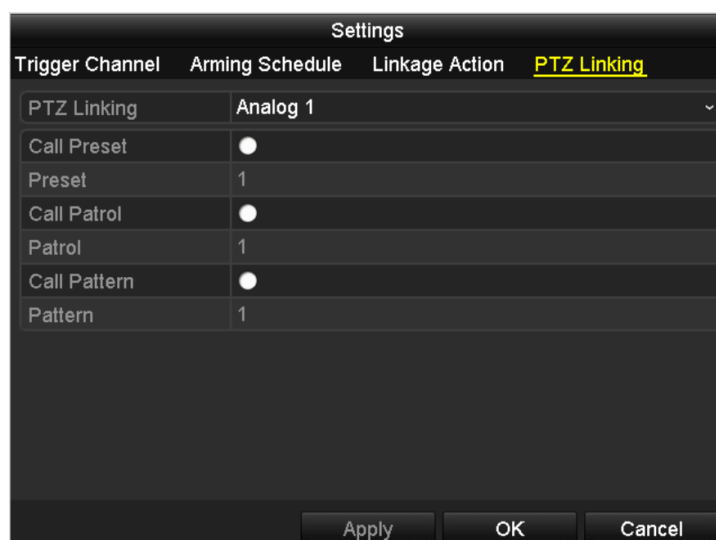 Settings
Trigger Channel Arming Schedule Linkage Action PTZ Linking
PTZ Linking Analog 1
Call Preset
Preset 1
Call Patrol
Patrol 1
Call Pattern
Pattern 1
Apply OK Cancel